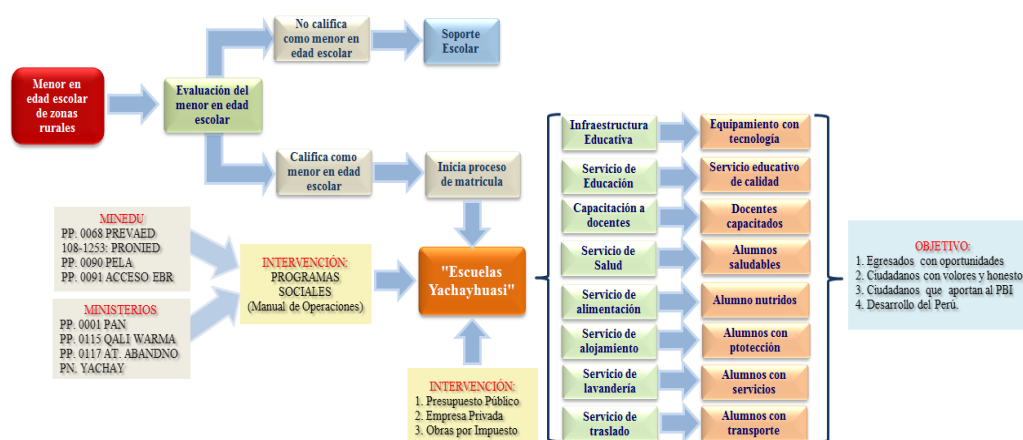 No califica
como menor en
edad escolar
Soporte
Escolar
Menor en
edad escolar
de zonas
rurales
Evaluación del
menor en edad
escolar
Califica como
menor en edad
escolar
Inicia proceso
de matricula
MINEDU
PP. 0068 PREVAED
108-1253: PRONIED
PP. 0090 PELA
PP. 0091 ACCESO EBR
MINISTERIOS
PP. 0001 PAN
PP. 0115 QALI WARMA
PP. 0117 AT. ABANDNO
PN. YACHAY
INTERVENCIÓN:
PROGRAMAS
SOCIALES
(Manual de Operaciones)
"Escuelas
Yachayhuasi"
INTERVENCIÓN:
1. Presupuesto Público
2. Empresa Privada
3. Obras por Impuesto
Infraestructura
Educativa
Equipamiento con
tecnología
Servicio de
Educación
Servicio educativo
de calidad
Capacitación a
docentes
Docentes
capacitados
Servicio de
Salud
Alumnos
saludables
Servicio de
alimentación
Alumno nutridos
Servicio de
alojamiento
Alumnos con
ptotección
Servicio de
lavandería
Alumnos con
servicios
Servicio de
traslado
Alumnos con
transporte
OBJETIVO:
1. Egresados con oportunidades
2. Ciudadanos con valores y honesto
3. Ciudadanos que aportan al PBI
4. Desarrollo del Perú.